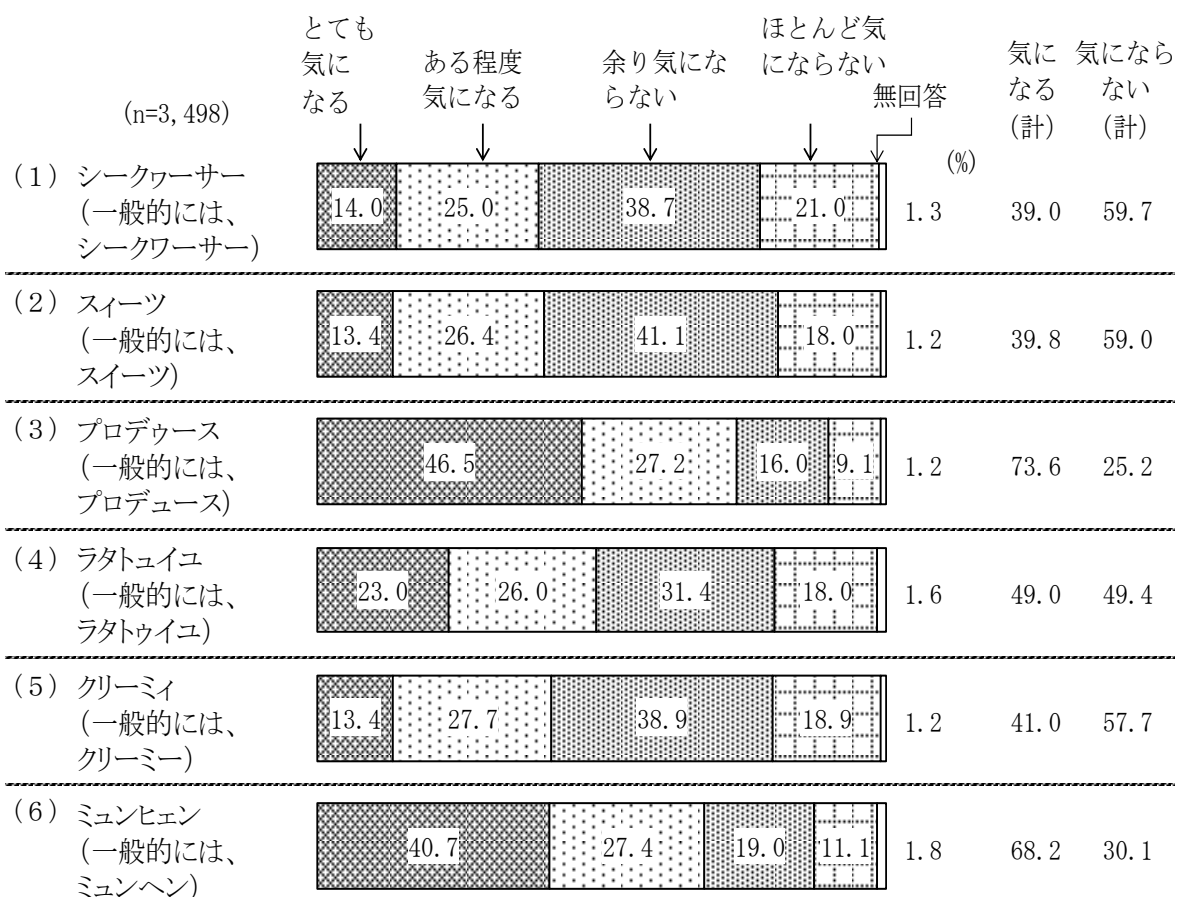 とても
気に
なる
ある程度
気になる
余り気にな
らない
ほとんど気
にならない
無回答
気に
なる
(計)
気になら
ない
(計)
(n=3,498)
(%)
(1) シークヮーサー
(一般的には、
シークワーサー)
14.0 25.0 38.7 21.0 1.3 39.0 59.7
(2) スィーツ
(一般的には、
スイーツ)
13.4 26.4 41.1 18.0 1.2 39.8 59.0
(3) プロデゥース
(一般的には、
プロデュース)
46.5 27.2 16.0 9.1 1.2 73.6 25.2
(4) ラタトュイユ
(一般的には、
ラタトゥイユ)
23.0 26.0 31.4 18.0 1.6 49.0 49.4
(5) クリーミィ
(一般的には、
クリーミー)
13.4 27.7 38.9 18.9 1.2 41.0 57.7
(6) ミュンヒェン
(一般的には、
ミュンヘン)
40.7 27.4 19.0 11.1 1.8 68.2 30.1